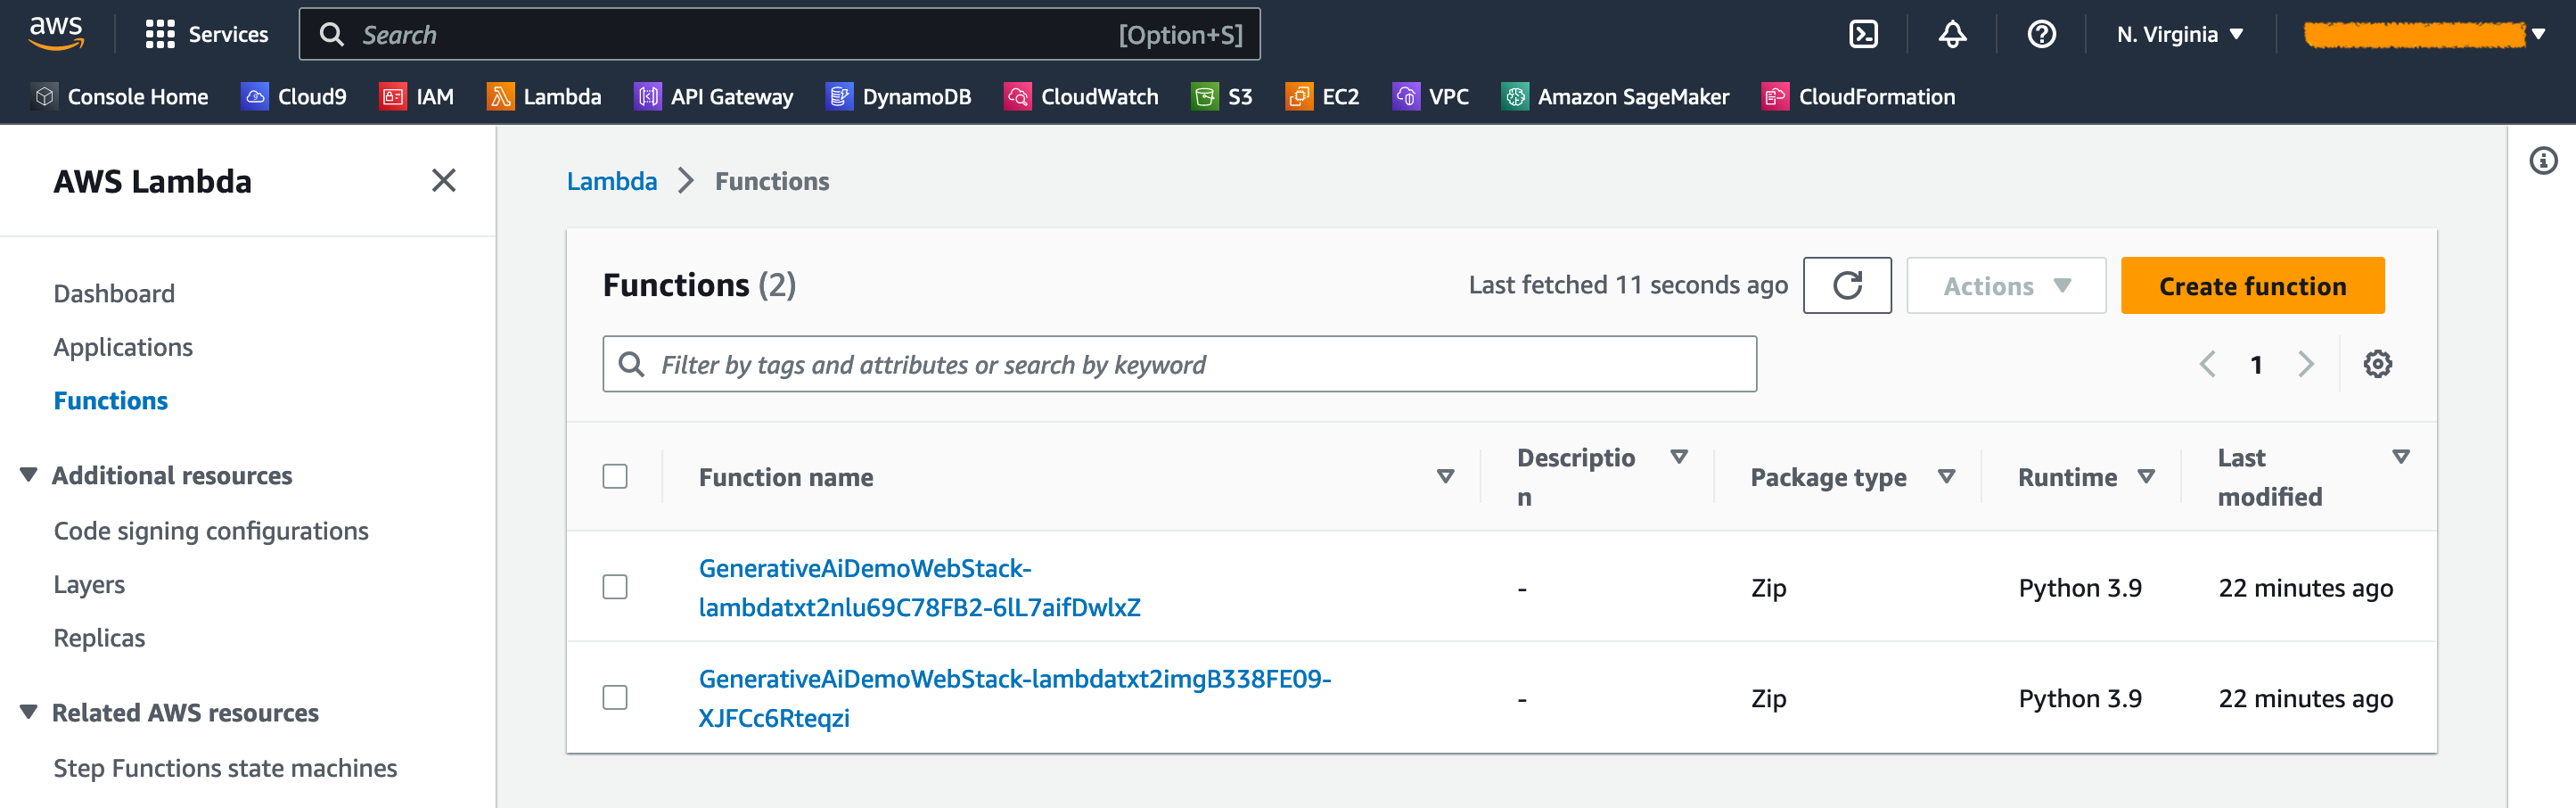 aws Services Search [Option+S] N. Virginia
Console Home Cloud9 IAM Lambda API Gateway DynamoDB CloudWatch S3 EC2 VPC Amazon SageMaker CloudFormation
AWS Lambda
Dashboard
Applications
Functions
Additional resources
Code signing configurations
Layers
Replicas
Related AWS resources
Step Functions state machines
Lambda Functions
Functions (2) Last fetched 11 seconds ago Actions Create function
Filter by tags and attributes or search by keyword 1
Function name Descriptio
n Package type Runtime Last
modified
GenerativeAiDemoWebStack-
lambdatxt2nlu69C78FB2-6lL7aifDwlxZ - Zip Python 3.9 22 minutes ago
GenerativeAiDemoWebStack-lambdatxt2imgB338FE09-
XJFCc6Rteqzi - Zip Python 3.9 22 minutes ago